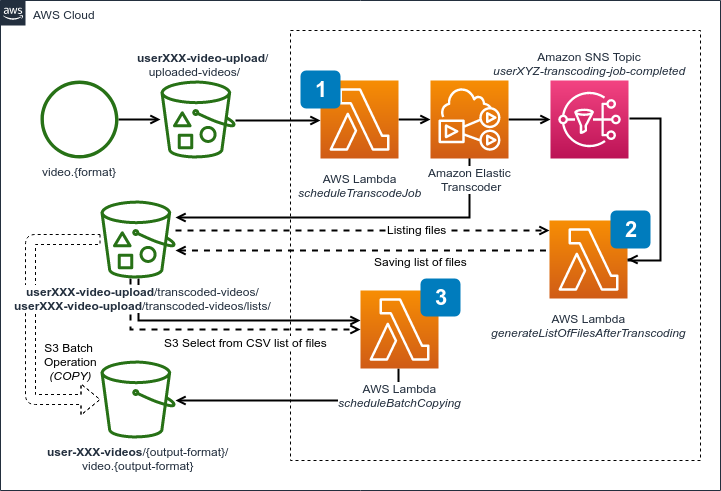 aws
AWS Cloud
userXXX-video-upload/
uploaded-videos/
video.{format}
1
AWS Lambda
scheduleTranscodeJob
Amazon Elastic
Transcoder
Amazon SNS Topic
userXYZ-transcoding-job-completed
Listing files
Saving list of files
2
AWS Lambda
generateListOfFilesAfterTranscoding
userXXX-video-upload/transcoded-videos/
userXXX-video-upload/transcoded-videos/lists/
3
S3 Select from CSV list of files
AWS Lambda
scheduleBatchCopying
S3 Batch
Operation
(COPY)
user-XXX-videos/{output-format}/
video.{output-format}